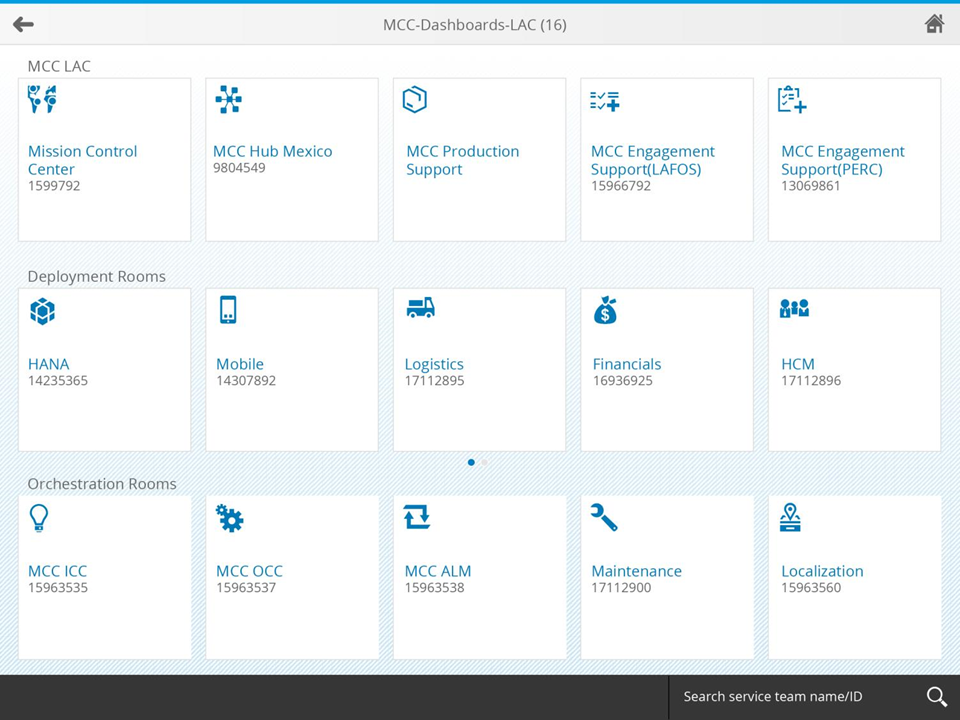 MCC-Dashboards-LAC (16)
MCC LAC
Mission Control
Center
1599792
MCC Hub Mexico
9804549
MCC Production
Support
MCC Engagement
Support(LAFOS)
15966792
MCC Engagement
Support(PERC)
13069861
Deployment Rooms
HANA
14235365
Mobile
14307892
Logistics
17112895
Financials
16936925
HCM
17112896
Orchestration Rooms
MCC ICC
15963535
MCC OCC
15963537
MCC ALM
15963538
Maintenance
17112900
Localization
15963560
Search service team name/ID